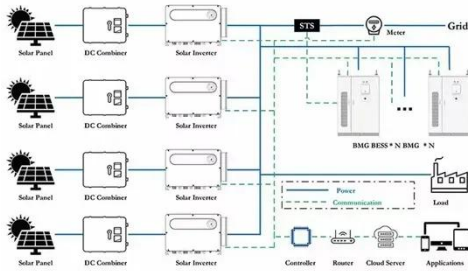 STS
Meter
Grid
Solar Panel
DC Combiner
Solar Inverter
Solar Panel
DC Combiner
Solar Inverter
BMG BESS * N BMG * N
Solar Panel
DC Combiner
Solar Inverter
Power
Communication
Load
Solar Panel
DC Combiner
Solar Inverter
Controller
Router
Cloud Server
Applications